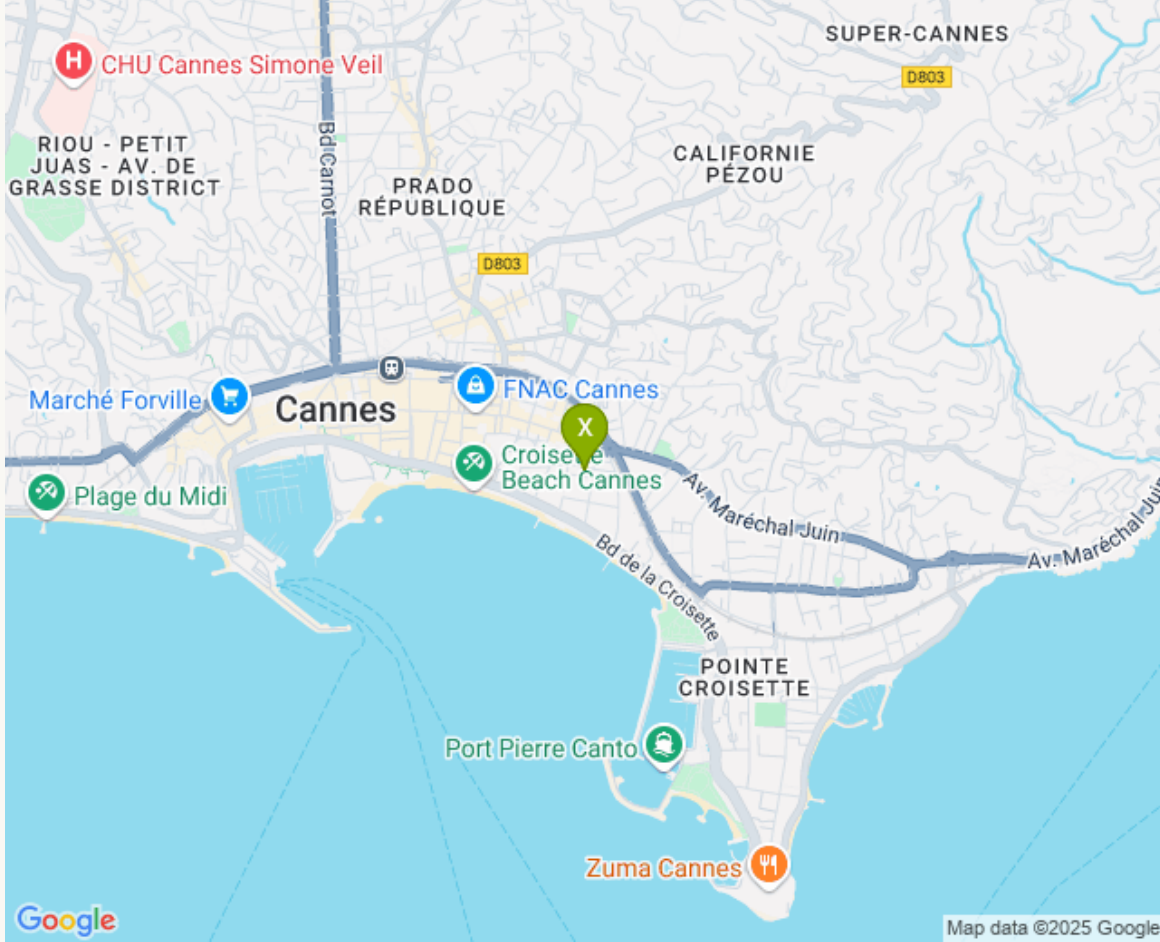 SUPER-CANNES
CHU Cannes Simone Veil
D803
RIOU - PETIT
JUAS - AV. DE
GRASSE DISTRICT
Bd Carnot
CALIFORNIE
PÉZOU
PRADO
RÉPUBLIQUE
D803
Marché Forville
Cannes
FNAC Cannes
X
Croisette
Beach Cannes
Plage du Midi
Av. Maréchal Juin
Av. Maréchal Juin
Bd de la Croisette
POINTE
CROISETTE
Port Pierre Canto
Zuma Cannes
Google
Map data ©2025 Google